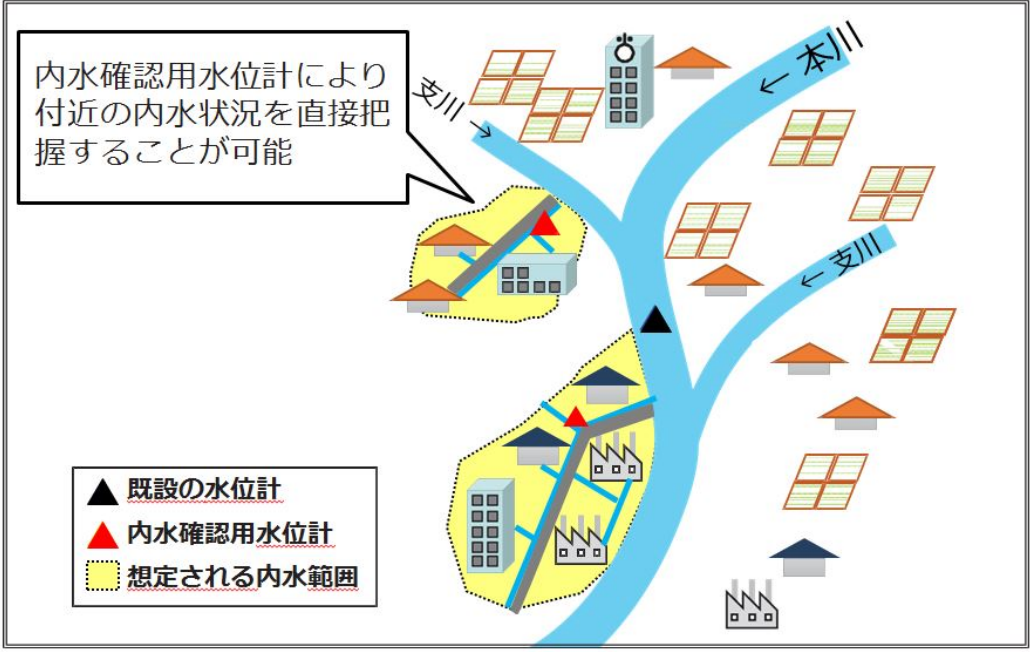 内水確認用水位計により
付近の内水状況を直接把
握することが可能
支川 →
← 本川
← 支川
既設の水位計
内水確認用水位計
想定される内水範囲